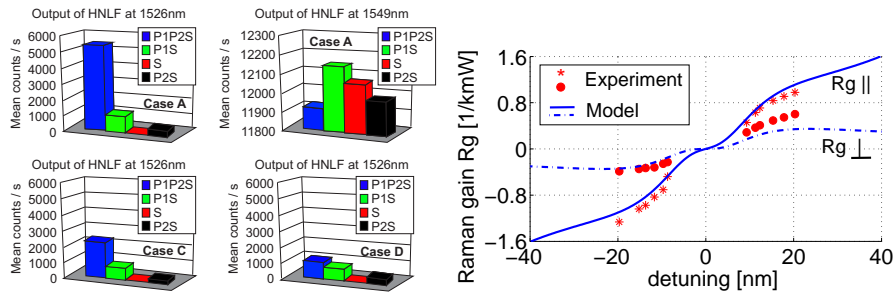 Output of HNLF at 1526nm
Mean counts / s
6000
5000
4000
3000
2000
1000
0
P1P2S
P1S
S
P2S
Case A
Output of HNLF at 1549nm
Mean counts / s
12300
12200
12100
12000
11900
11800
Case A
P1P2S
P1S
S
P2S
Output of HNLF at 1526nm
Mean counts / s
6000
5000
4000
3000
2000
1000
0
P1P2S
P1S
S
P2S
Case C
Output of HNLF at 1526nm
Mean counts / s
6000
5000
4000
3000
2000
1000
0
P1P2S
P1S
S
P2S
Case D
Raman gain Rg [1/kmW]
1.6
0.8
0
−0.8
−1.6
Experiment
Model
Rg ||
Rg ⊥
−40
−20
0
20
40
detuning [nm]